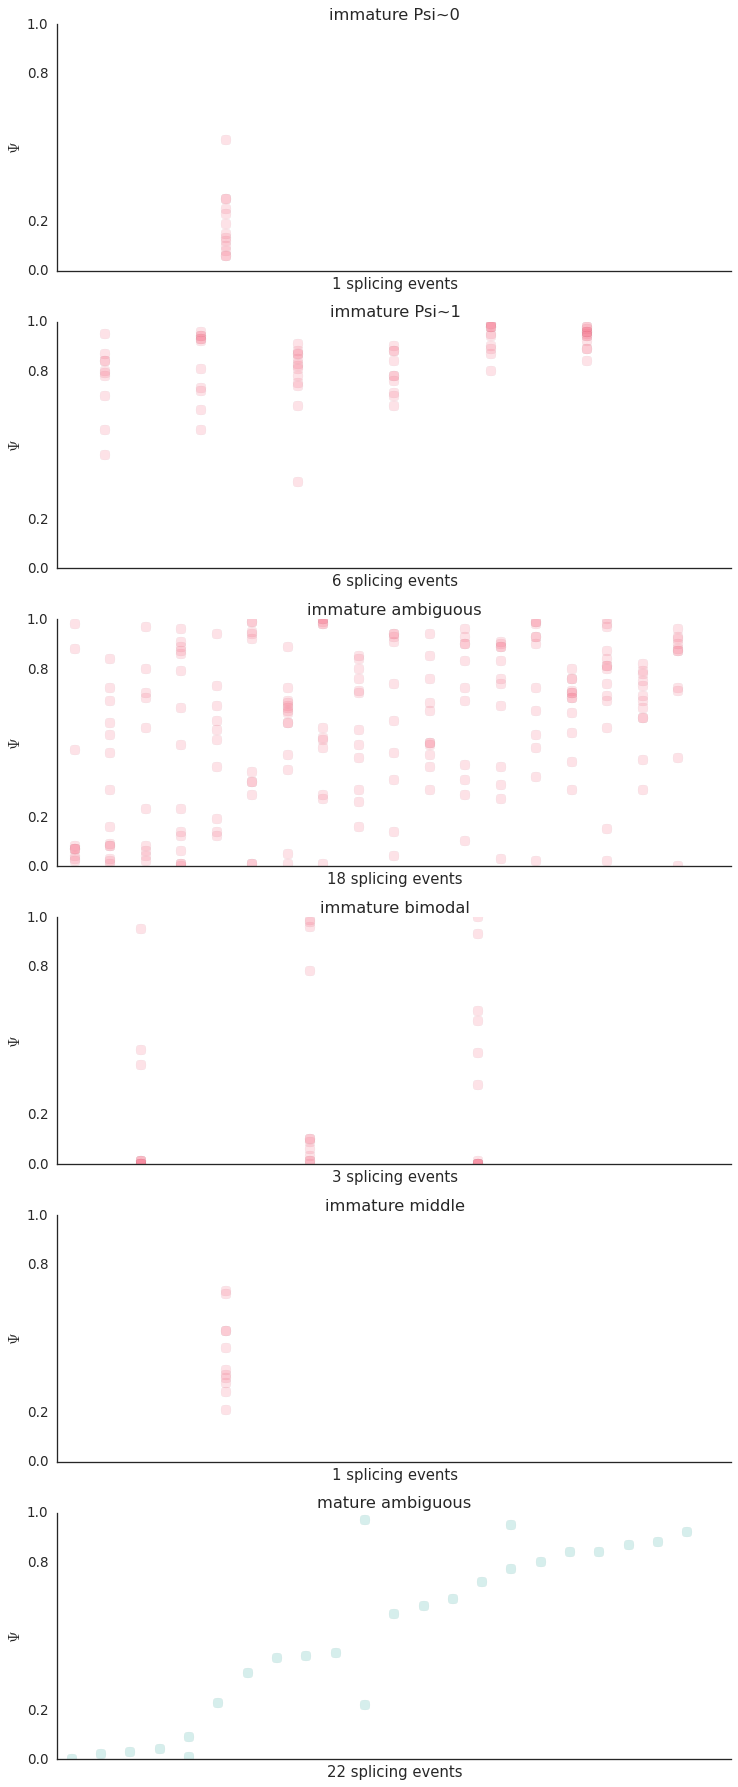 immature Psi~0
1.0
0.8
Ψ
0.2
0.0
1 splicing events
immature Psi~1
1.0
0.8
Ψ
0.2
0.0
6 splicing events
immature ambiguous
1.0
0.8
Ψ
0.2
0.0
18 splicing events
immature bimodal
1.0
0.8
Ψ
0.2
0.0
3 splicing events
immature middle
1.0
0.8
Ψ
0.2
0.0
1 splicing events
mature ambiguous
1.0
0.8
Ψ
0.2
0.0
22 splicing events